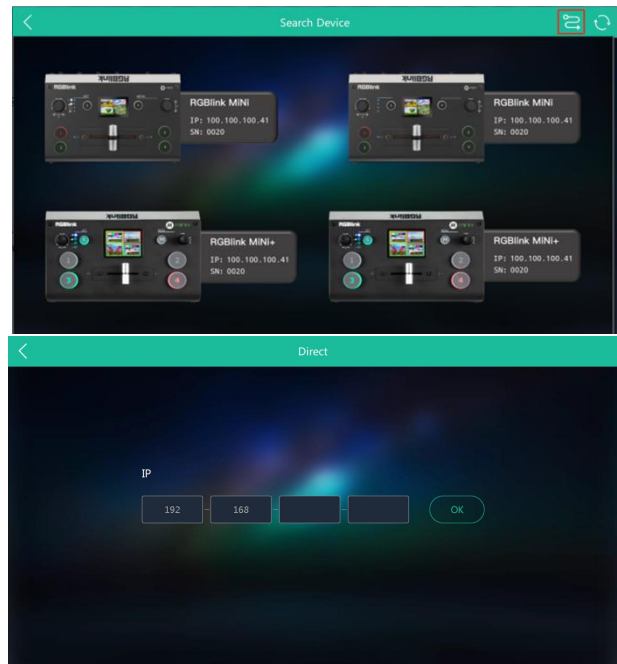 Search Device
RGBlink MiNi
IP: 100.100.100.41
SN: 0020
RGBlink MiNi
IP: 100.100.100.41
SN: 0020
RGBlink MiNi+
IP: 100.100.100.41
SN: 0020
RGBlink MiNi+
IP: 100.100.100.41
SN: 0020
Direct
IP
192 - 168 - -
OK